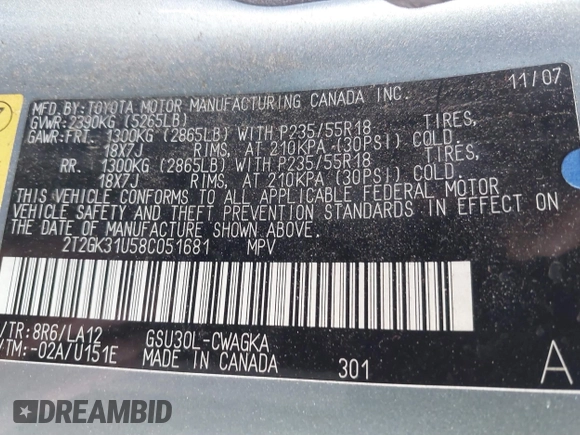 11/07
MFD.BY:TOYOTA MOTOR MANUFACTURING CANADA INC.
GVWR:2390KG (5265LB)
GAWR:FRT. 1300KG (2865LB) WITH P235/55R18 TIRES,
18X7J RIMS, AT 210KPA (30PSI) COLD.
RR. 1300KG (2865LB) WITH P235/55R18 TIRES,
18X7J RIMS, AT 210KPA (30PSI) COLD.
THIS VEHICLE CONFORMS TO ALL APPLICABLE FEDERAL MOTOR
VEHICLE SAFETY AND THEFT PREVENTION STANDARDS IN EFFECT ON
THE DATE OF MANUFACTURE SHOWN ABOVE.
2T2GK31U58C051681 MPV
/TR:8R6/LA12 GSU30L-CWAGKA
/TM:-02A/U151E MADE IN CANADA 301 A
DREAMBID